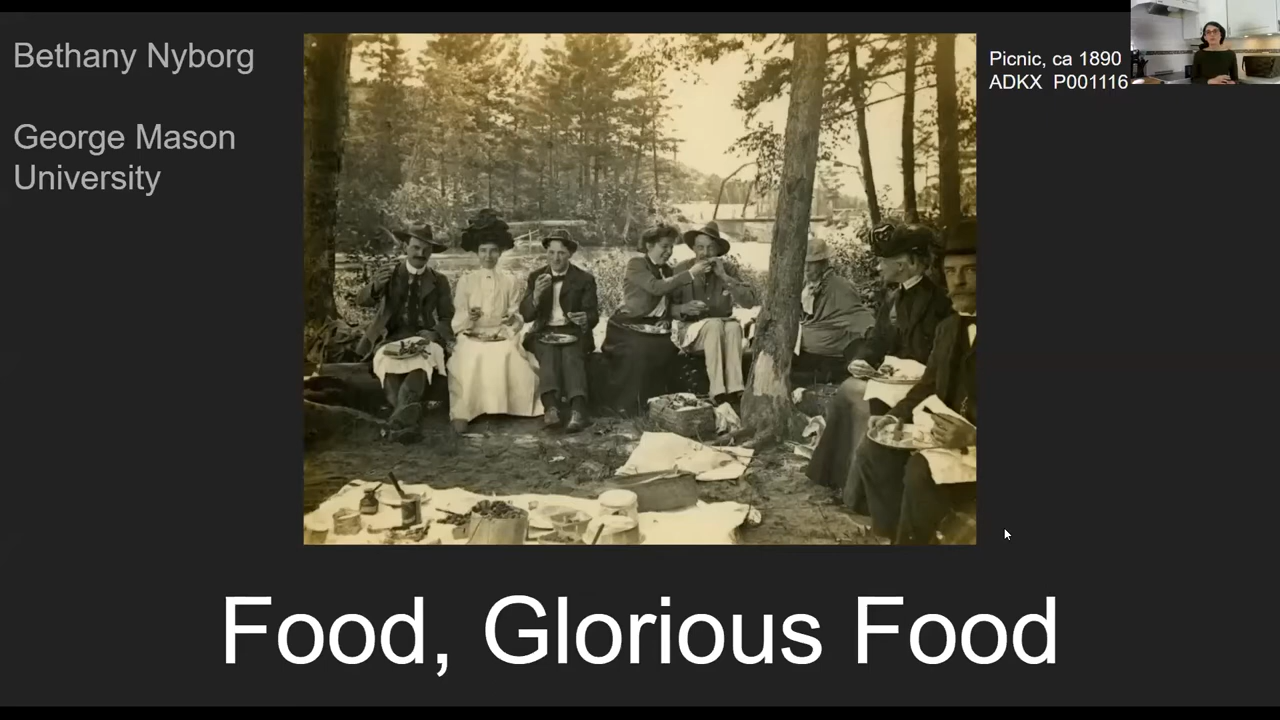 Bethany Nyborg
George Mason
University
Picnic, ca 1890
ADKX P001116
Food, Glorious Food